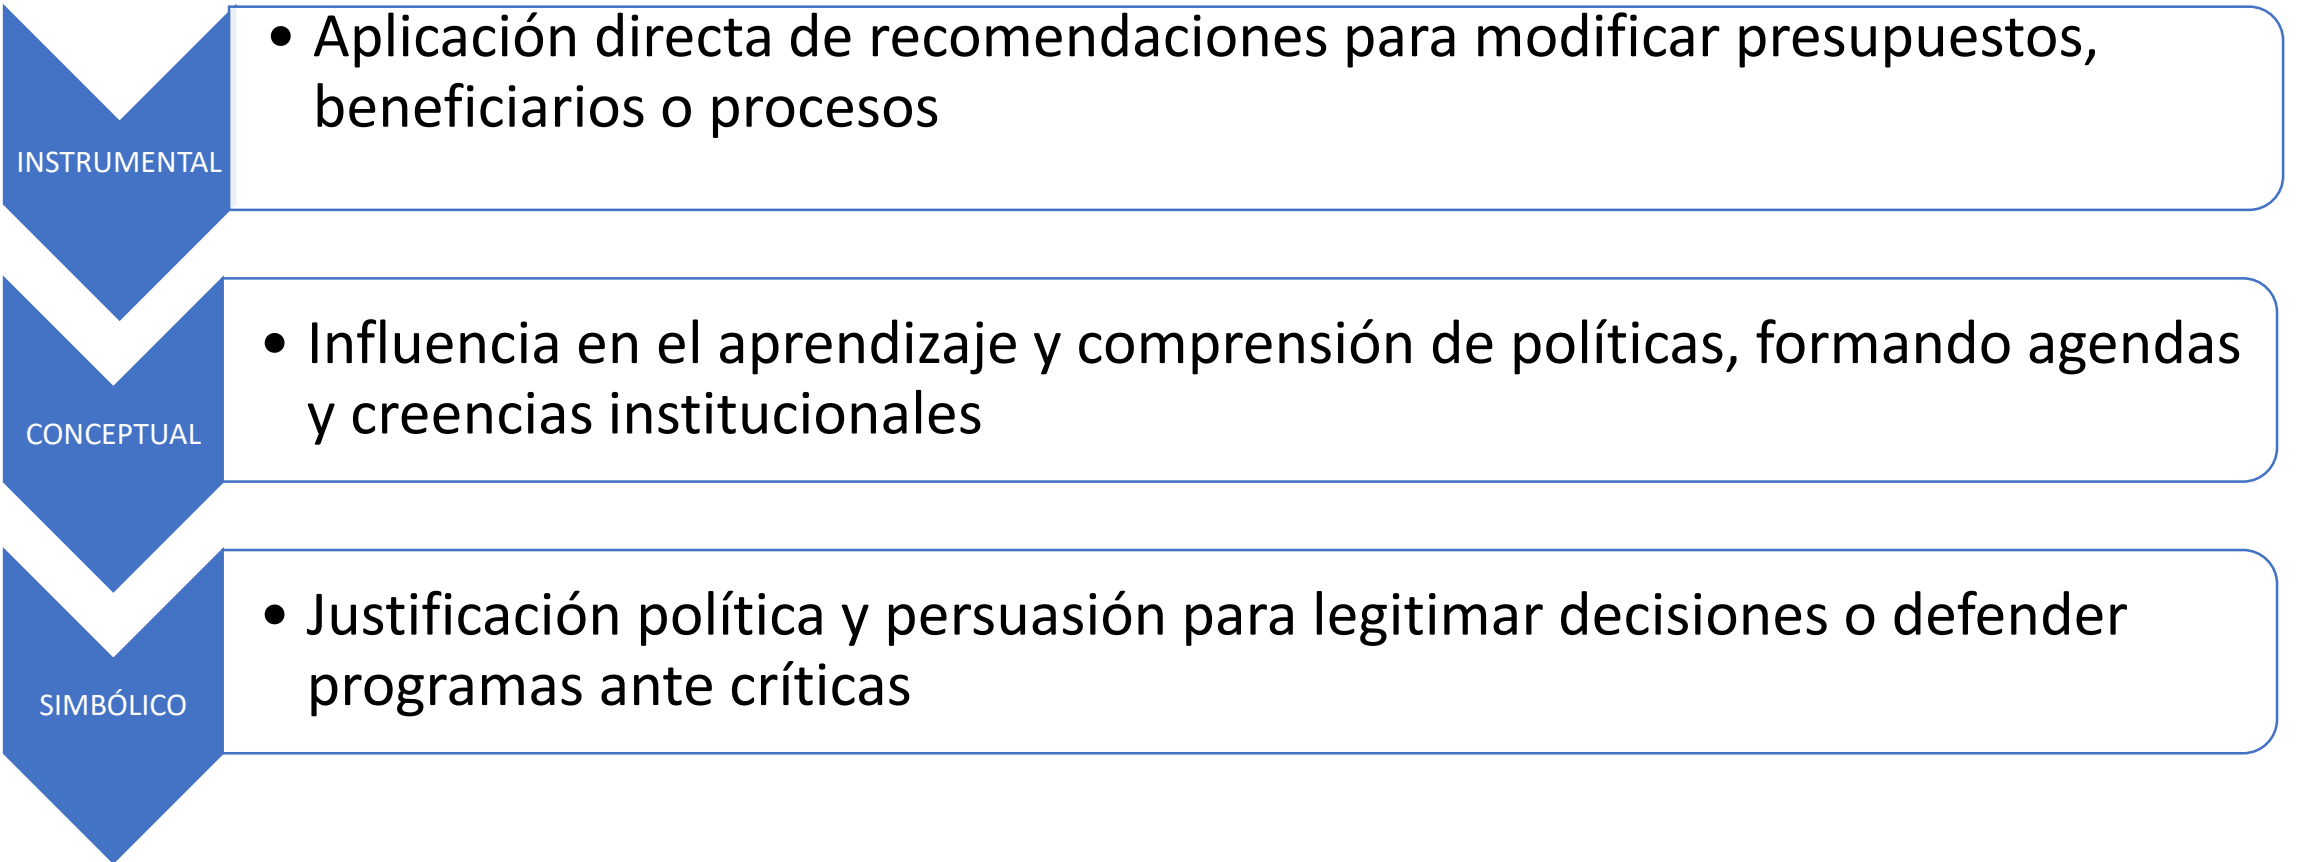 INSTRUMENTAL
• Aplicación directa de recomendaciones para modificar presupuestos,
beneficiarios o procesos
CONCEPTUAL
• Influencia en el aprendizaje y comprensión de políticas, formando agendas
y creencias institucionales
SIMBÓLICO
• Justificación política y persuasión para legitimar decisiones o defender
programas ante críticas